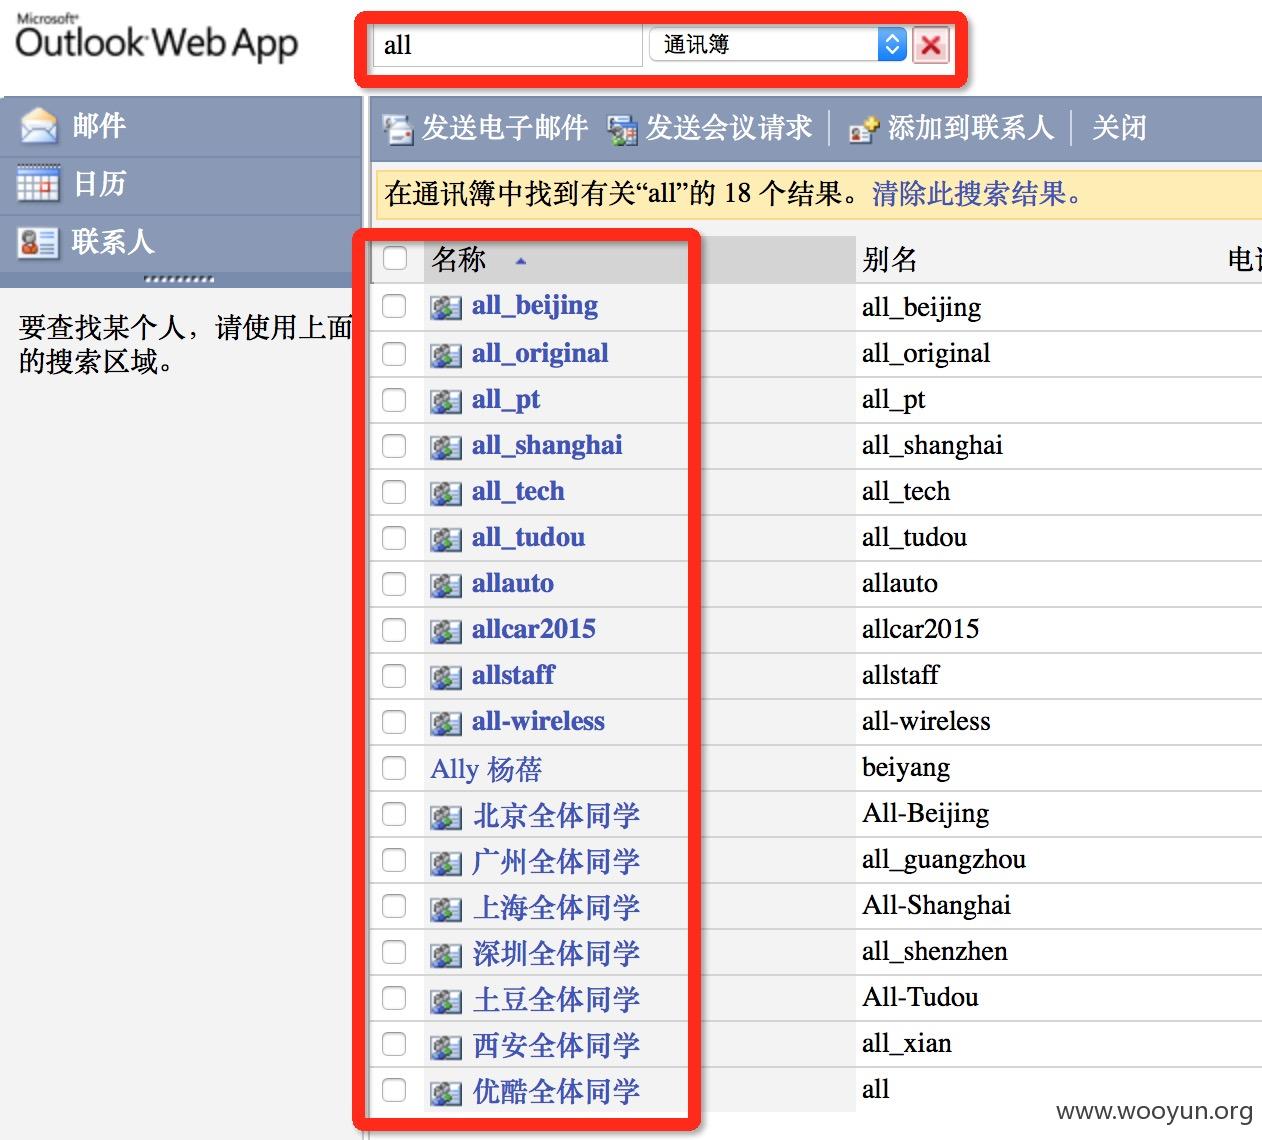 Microsoft®
Outlook Web App
all 通讯簿
邮件
日历
联系人
要查找某个人，请使用上面
的搜索区域。
发送电子邮件 发送会议请求 添加到联系人 关闭
在通讯簿中找到有关“all”的 18 个结果。清除此搜索结果。
名称 别名 电
all_beijing all_beijing
all_original all_original
all_pt all_pt
all_shanghai all_shanghai
all_tech all_tech
all_tudou all_tudou
allauto allauto
allcar2015 allcar2015
allstaff allstaff
all-wireless all-wireless
Ally 杨蓓 beiyang
北京全体同学 All-Beijing
广州全体同学 all_guangzhou
上海全体同学 All-Shanghai
深圳全体同学 all_shenzhen
土豆全体同学 All-Tudou
西安全体同学 all_xian
优酷全体同学 all
www.wooyun.org